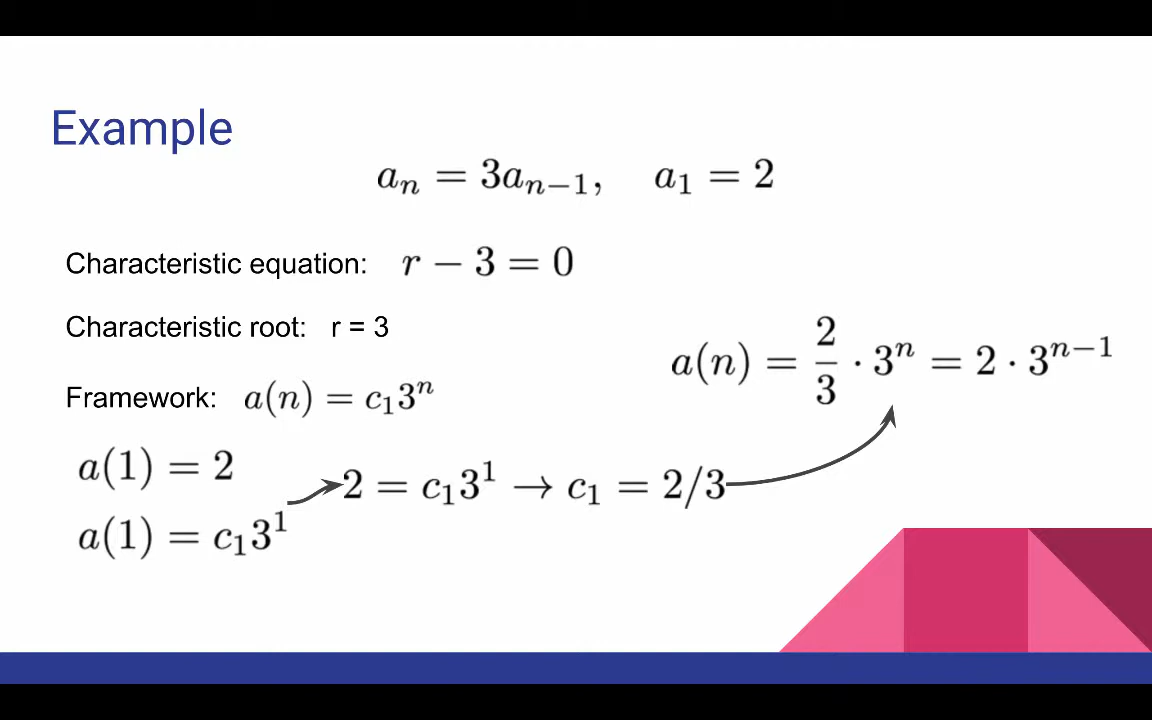 Example
aₙ = 3aₙ₋₁,    a₁ = 2
Characteristic equation: r − 3 = 0
Characteristic root: r = 3
Framework: a(n) = c₁3ⁿ
a(1) = 2
a(1) = c₁3¹
2 = c₁3¹ → c₁ = 2/3
a(n) = 2/3 · 3ⁿ = 2 · 3ⁿ⁻¹